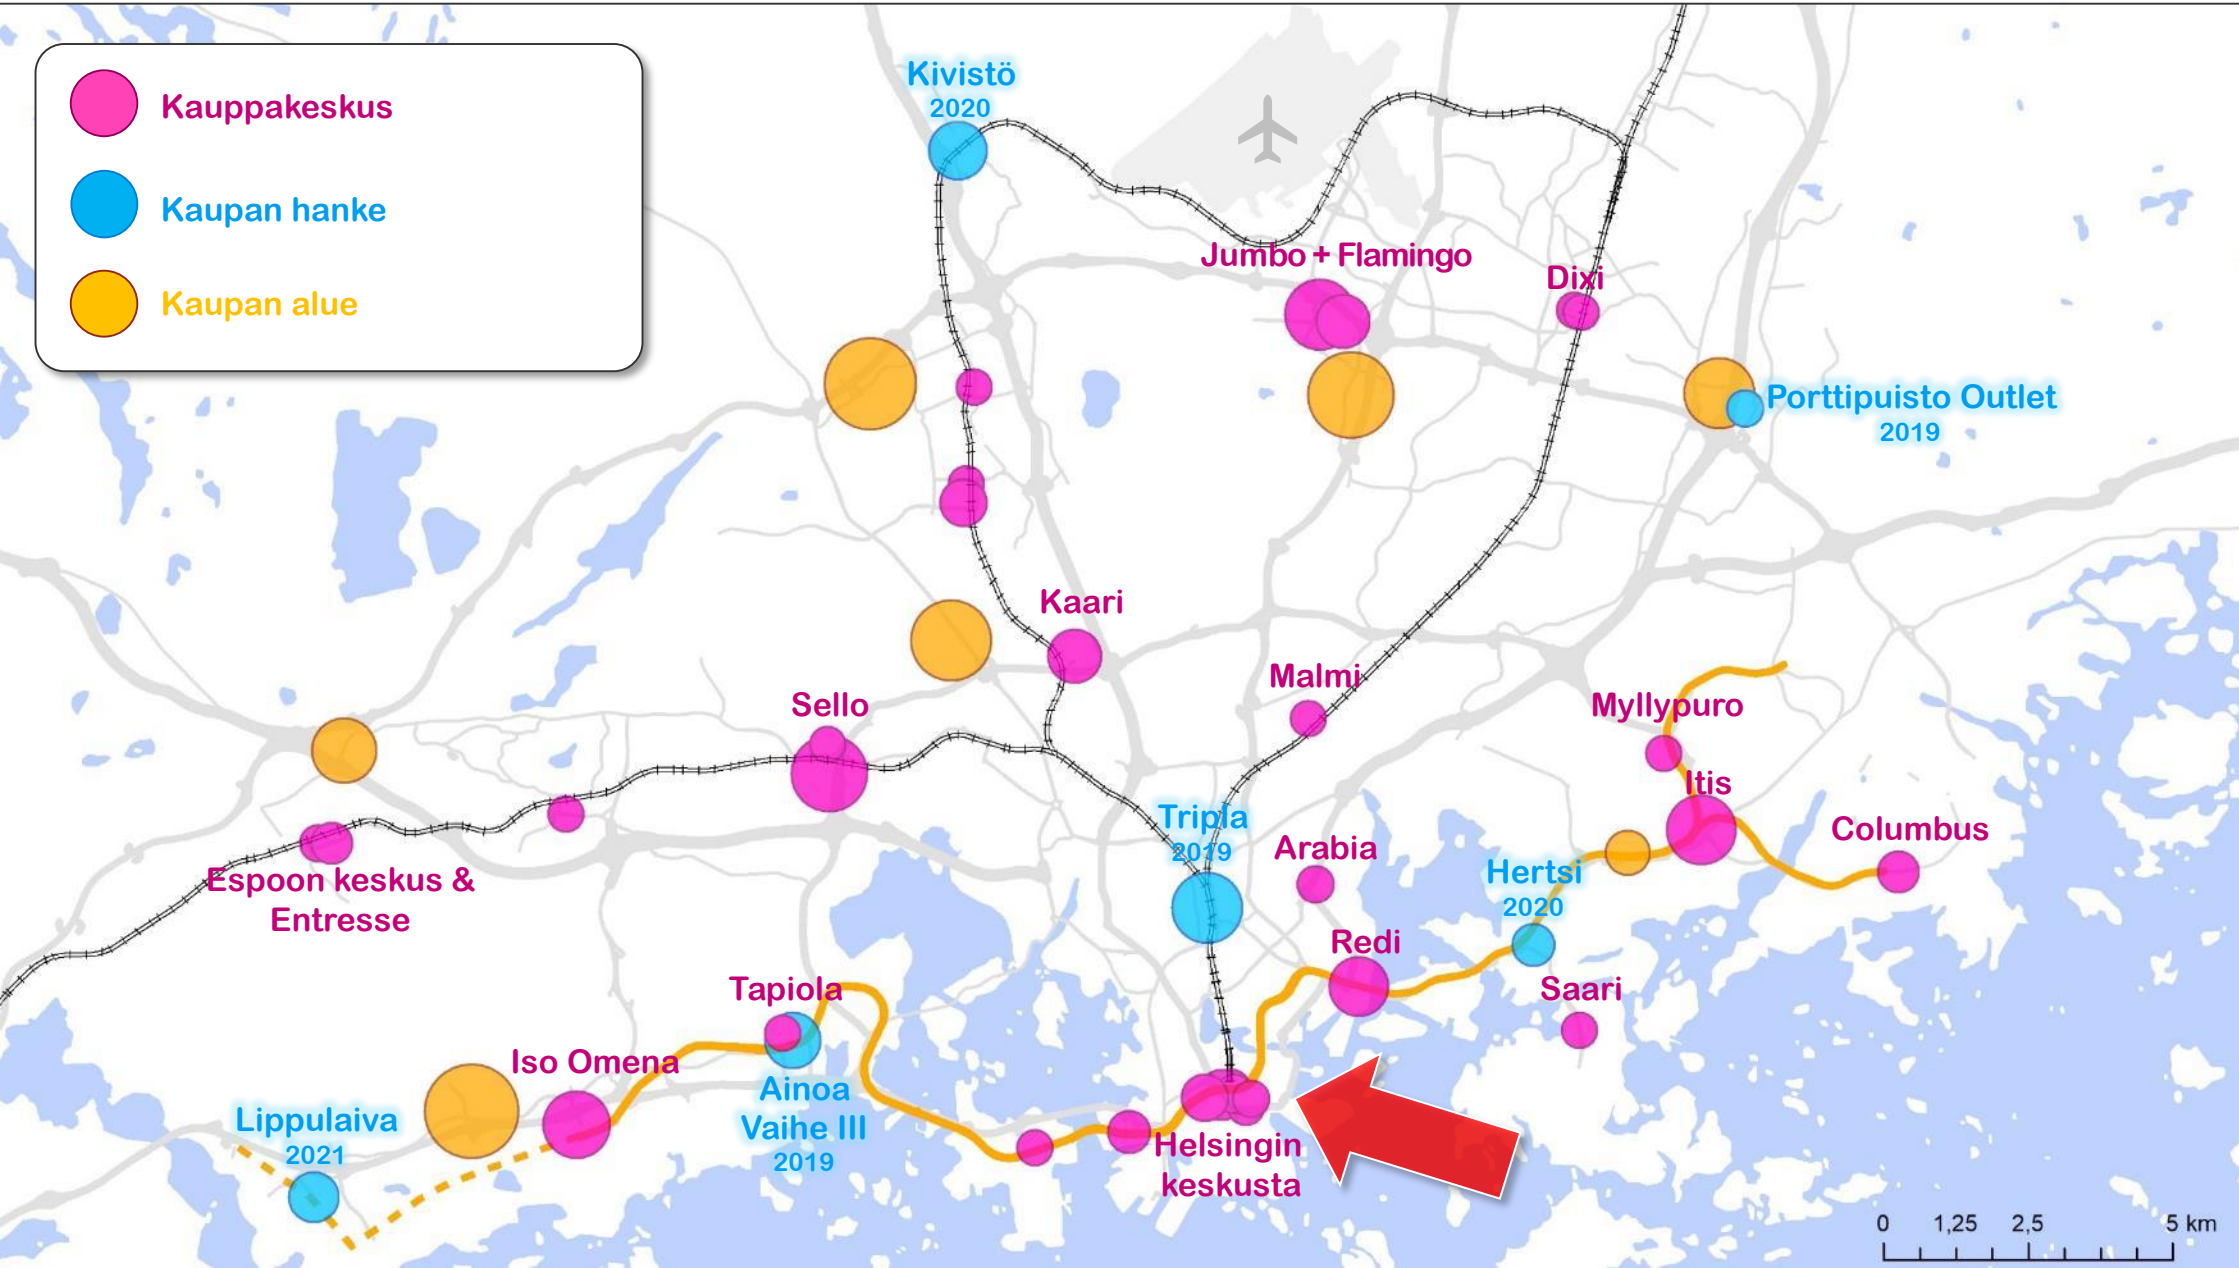 Kauppakeskus
Kaupan hanke
Kaupan alue
Kivistö
2020
Jumbo + Flamingo
Dixi
Porttipuisto Outlet
2019
Kaari
Malmi
Sello
Myllypuro
Itis
Tripla
2019
Arabia
Columbus
Hertsi
2020
Espoon keskus &
Entresse
Redi
Tapiola
Saari
Iso Omena
Ainoa
Vaihe III
2019
Lippulaiva
2021
Helsingin
keskusta
0 1,25 2,5 5 km